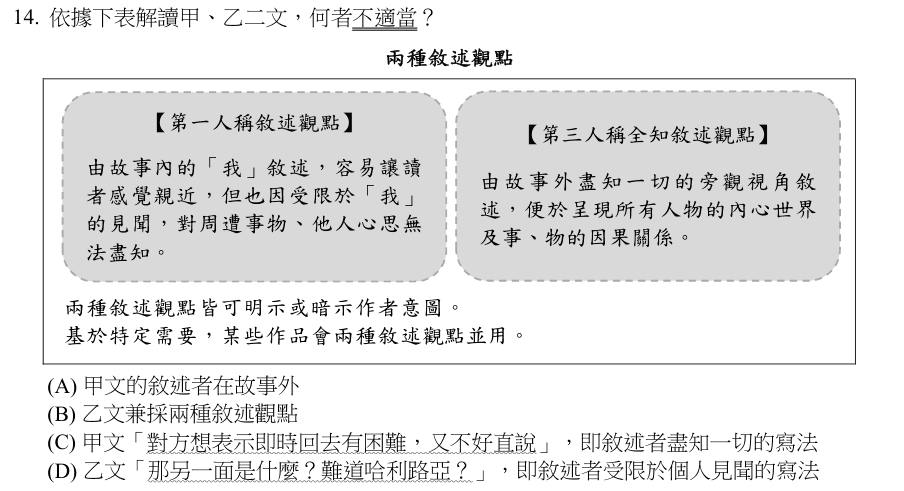 14. 依據下表解讀甲、乙二文，何者不適當？
兩種敘述觀點
【第一人稱敘述觀點】
由故事內的「我」敘述，容易讓讀
者感覺親近，但也因受限於「我」
的見聞，對周遭事物、他人心思無
法盡知。
【第三人稱全知敘述觀點】
由故事外盡知一切的旁觀視角敘
述，便於呈現所有人物的內心世界
及事、物的因果關係。
兩種敘述觀點皆可明示或暗示作者意圖。
基於特定需要，某些作品會兩種敘述觀點並用。
(A) 甲文的敘述者在故事外
(B) 乙文兼採兩種敘述觀點
(C) 甲文「對方想表示即時回去有困難，又不好直說」，即敘述者盡知一切的寫法
(D) 乙文「那另一面是什麼？難道哈利路亞？」，即敘述者受限於個人見聞的寫法